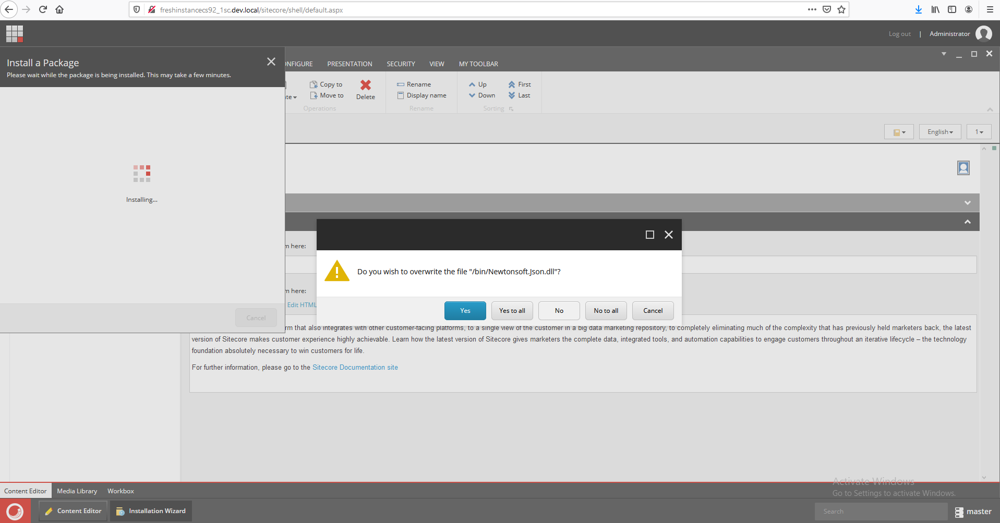 freshinstancecs92_1sc.dev.local/sitecore/shell/default.aspx
Log out | Administrator
Install a Package
Please wait while the package is being installed. This may take a few minutes.
NFIGURE PRESENTATION SECURITY VIEW MY TOOLBAR
Copy to
Rename
Up
First
te
Move to
Delete
Display name
Down
Last
Operations
Rename
Sorting
English
1
Installing...
m here:
Do you wish to overwrite the file "/bin/Newtonsoft.Json.dll"?
m here:
Edit HTML
Yes
Yes to all
No
No to all
Cancel
Cancel
rm that also integrates with other customer-facing platforms, to a single view of the customer in a big data marketing repository, to completely eliminating much of the complexity that has previously held marketers back, the latest
version of Sitecore makes customer experience highly achievable. Learn how the latest version of Sitecore gives marketers the complete data, integrated tools, and automation capabilities to engage customers throughout an iterative lifecycle – the technology
foundation absolutely necessary to win customers for life.
For further information, please go to the Sitecore Documentation site
Activate Windows
Go to Settings to activate Windows.
Content Editor Media Library Workbox
Content Editor Installation Wizard
Search
master